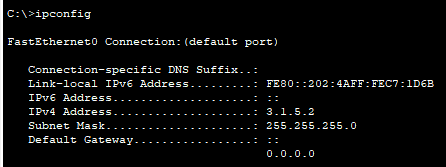 C:\>ipconfig
FastEthernet0 Connection:(default port)
Connection-specific DNS Suffix..:
Link-local IPv6 Address.........: FE80::202:4AFF:FEC7:1D6B
IPv6 Address....................: ::
IPv4 Address....................: 3.1.5.2
Subnet Mask.....................: 255.255.255.0
Default Gateway.................: ::
0.0.0.0